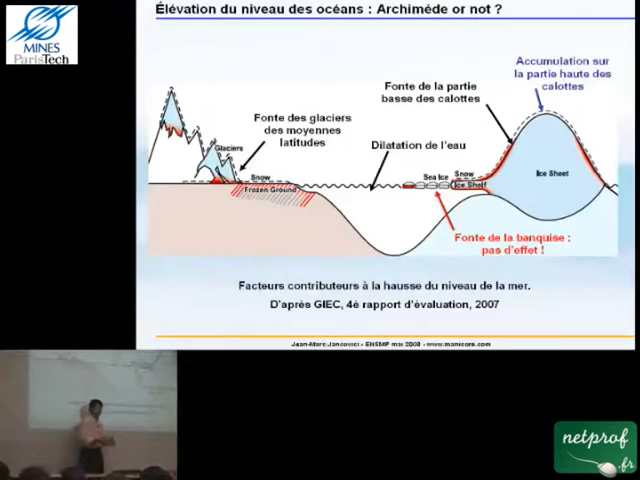 Élévation du niveau des océans : Archimède or not ?
MINES
ParisTech
Accumulation sur
la partie haute des
calottes
Fonte de la partie
basse des calottes
Fonte des glaciers
des moyennes
latitudes
Dilatation de l'eau
Glaciers
Snow
Frozen Ground
Sea Ice
Snow
Ice Shelf
Ice Sheet
Fonte de la banquise :
pas d'effet !
Facteurs contributeurs à la hausse du niveau de la mer.
D'après GIEC, 4è rapport d'évaluation, 2007
Jean-Marc Jancovici - ENSMP mai 2008 - www.manicore.com
netprof
.fr